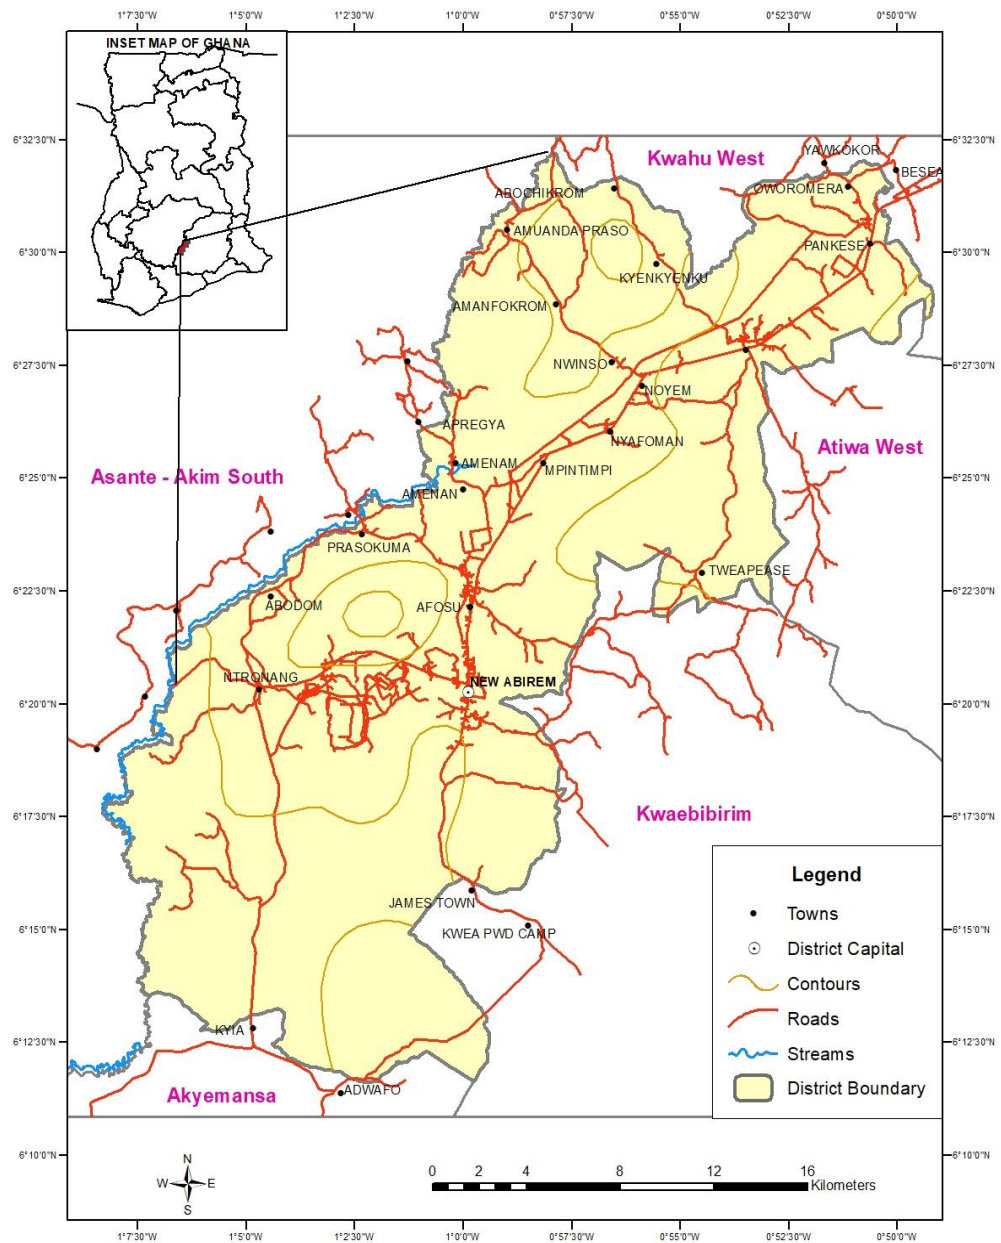 1°7'30"W 1°5'0"W 1°2'30"W 1°0'0"W 0°57'30"W 0°55'0"W 0°52'30"W 0°50'0"W
INSET MAP OF GHANA
6°32'30"N
6°32'30"N
Kwahu West
YAWKOKOR
BESEA
ABOCHIKROM
OWOROMERA
AMUANDA PRASO
PANKESE
6°30'0"N
6°30'0"N
KYENKYENKU
AMANFOKROM
6°27'30"N
NWINSO
6°27'30"N
NOYEM
APREGYA
NYAFOMAN
Atiwa West
AMENAM
MPINTIMPI
Asante - Akim South
6°25'0"N
6°25'0"N
AMENAN
PRASOKUMA
TWEAPEASE
6°22'30"N
6°22'30"N
ABODOM
AFOSU
NTRONANG
NEW ABIREM
6°20'0"N
6°20'0"N
6°17'30"N
Kwaebibirim
6°17'30"N
Legend
JAMES TOWN
Towns
6°15'0"N
KWEA PWD CAMP
6°15'0"N
District Capital
Contours
Roads
KYIA
6°12'30"N
6°12'30"N
Streams
Akyemansa
ADWAFO
District Boundary
6°10'0"N
6°10'0"N
N
W E
S
0 2 4 8 12 16
Kilometers
1°7'30"W 1°5'0"W 1°2'30"W 1°0'0"W 0°57'30"W 0°55'0"W 0°52'30"W 0°50'0"W